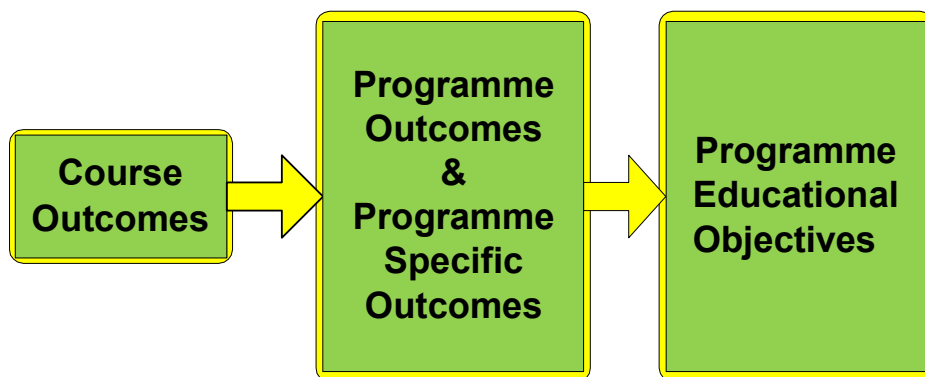 Course
Outcomes
Programme
Outcomes
&
Programme
Specific
Outcomes
Programme
Educational
Objectives